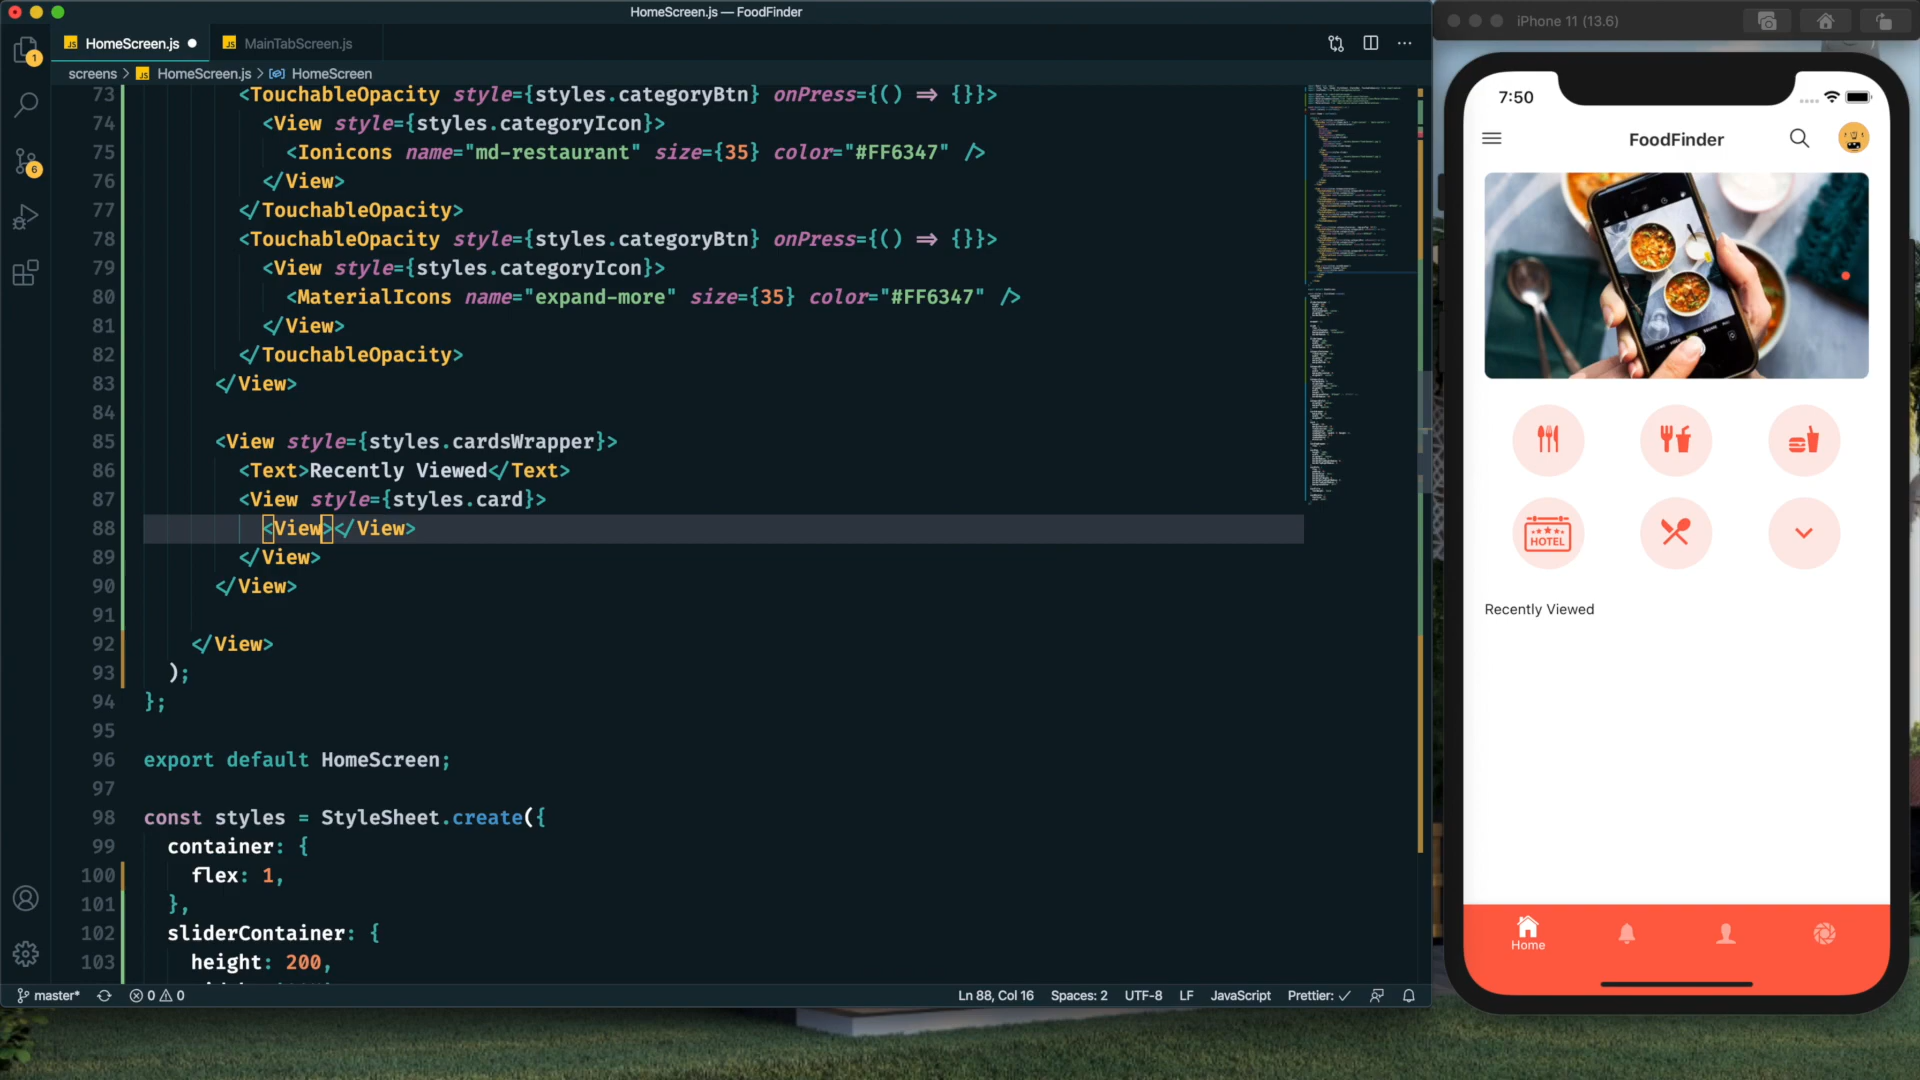 HomeScreen.js — FoodFinder
JS HomeScreen.js
JS MainTabScreen.js
screens > JS HomeScreen.js > HomeScreen
73 <TouchableOpacity style={styles.categoryBtn} onPress={() => {}}>
74 <View style={styles.categoryIcon}>
75 <Ionicons name="md-restaurant" size={35} color="#FF6347" />
76 </View>
77 </TouchableOpacity>
78 <TouchableOpacity style={styles.categoryBtn} onPress={() => {}}>
79 <View style={styles.categoryIcon}>
80 <MaterialIcons name="expand-more" size={35} color="#FF6347" />
81 </View>
82 </TouchableOpacity>
83 </View>
84
85 <View style={styles.cardsWrapper}>
86 <Text>Recently Viewed</Text>
87 <View style={styles.card}>
88 <View></View>
89 </View>
90 </View>
91
92 </View>
93 );
94 };
95
96 export default HomeScreen;
97
98 const styles = StyleSheet.create({
99 container: {
100 flex: 1,
101 },
102 sliderContainer: {
103 height: 200,
1
6
master*
0
0
Ln 88, Col 16
Spaces: 2
UTF-8
LF
JavaScript
Prettier: ✓
iPhone 11 (13.6)
7:50
FoodFinder
HOTEL
Recently Viewed
Home